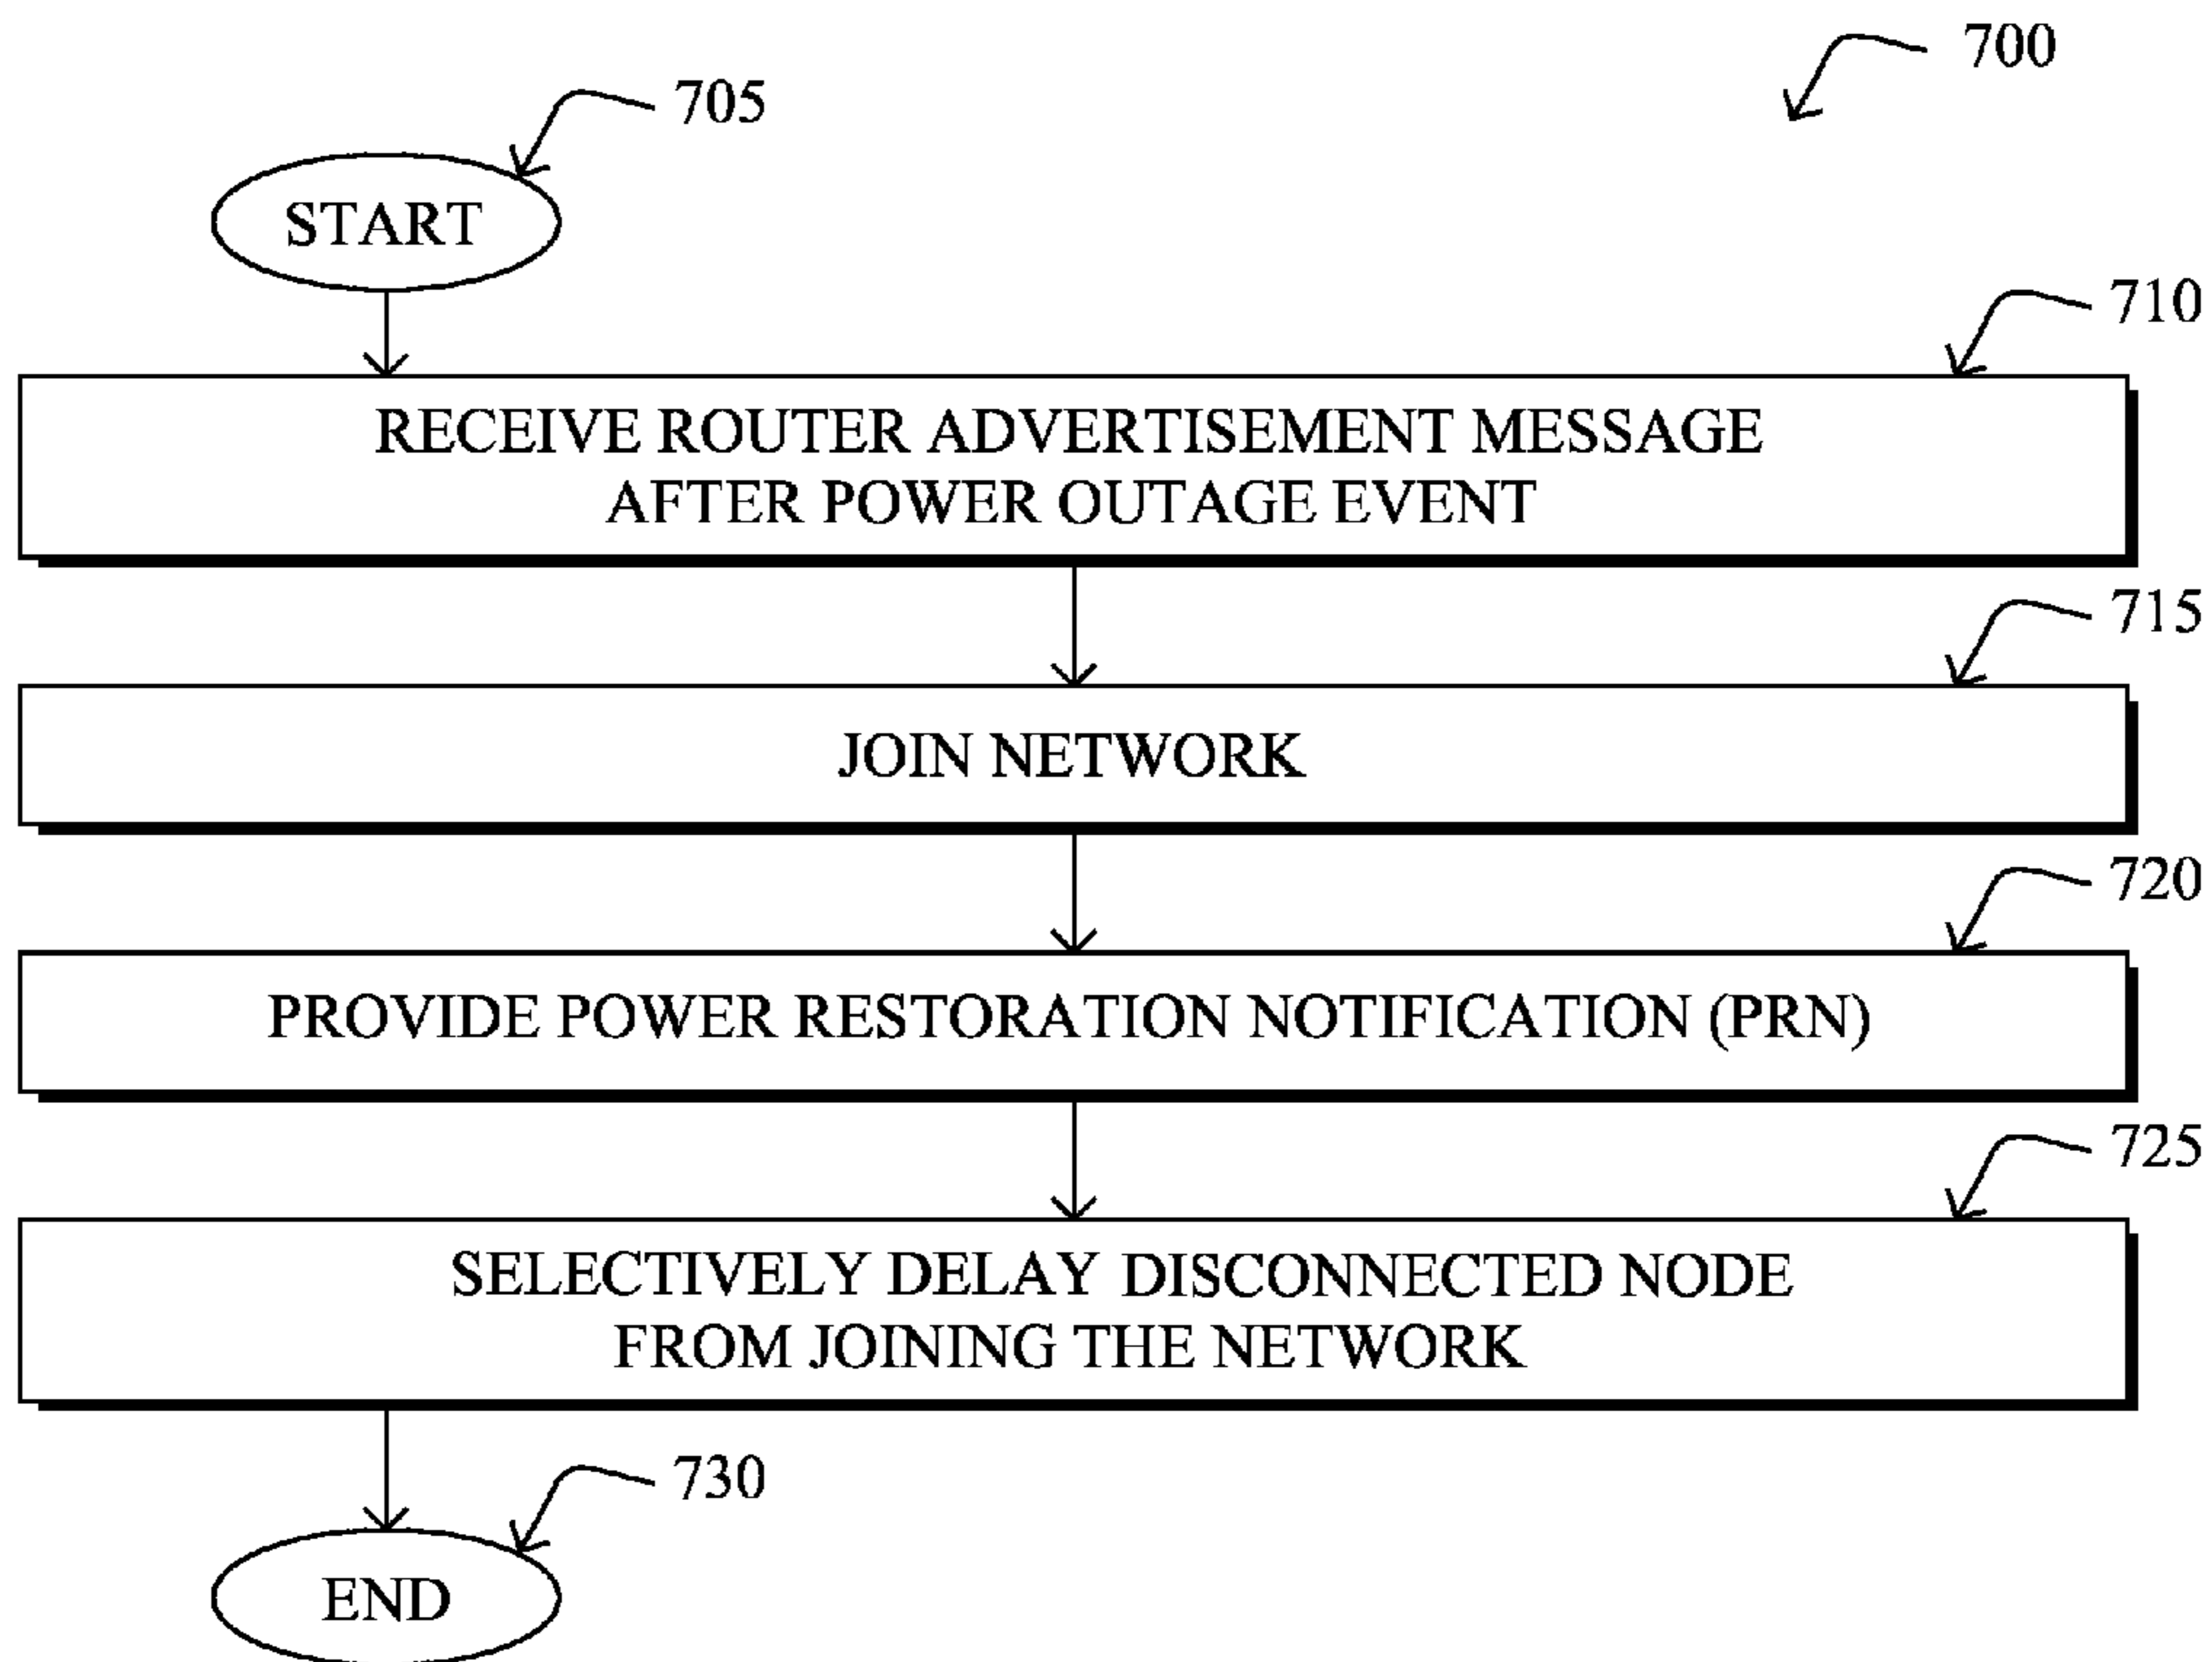 700
705
START
710
RECEIVE ROUTER ADVERTISEMENT MESSAGE
AFTER POWER OUTAGE EVENT
715
JOIN NETWORK
720
PROVIDE POWER RESTORATION NOTIFICATION (PRN)
725
SELECTIVELY DELAY DISCONNECTED NODE
FROM JOINING THE NETWORK
730
END